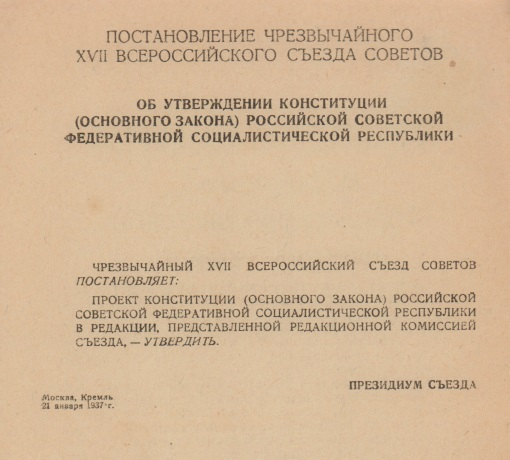 ПОСТАНОВЛЕНИЕ ЧРЕЗВЫЧАЙНОГО
XVII ВСЕРОССИЙСКОГО СЪЕЗДА СОВЕТОВ
ОБ УТВЕРЖДЕНИИ КОНСТИТУЦИИ
(ОСНОВНОГО ЗАКОНА) РОССИЙСКОЙ СОВЕТСКОЙ
ФЕДЕРАТИВНОЙ СОЦИАЛИСТИЧЕСКОЙ РЕСПУБЛИКИ
ЧРЕЗВЫЧАЙНЫЙ XVII ВСЕРОССИЙСКИЙ СЪЕЗД СОВЕТОВ
ПОСТАНОВЛЯЕТ:
ПРОЕКТ КОНСТИТУЦИИ (ОСНОВНОГО ЗАКОНА) РОССИЙСКОЙ
СОВЕТСКОЙ ФЕДЕРАТИВНОЙ СОЦИАЛИСТИЧЕСКОЙ РЕСПУБЛИКИ
В РЕДАКЦИИ, ПРЕДСТАВЛЕННОЙ РЕДАКЦИОННОЙ КОМИССИЕЙ
СЪЕЗДА, — УТВЕРДИТЬ.
ПРЕЗИДИУМ СЪЕЗДА
Москва, Кремль.
21 января 1937 г.